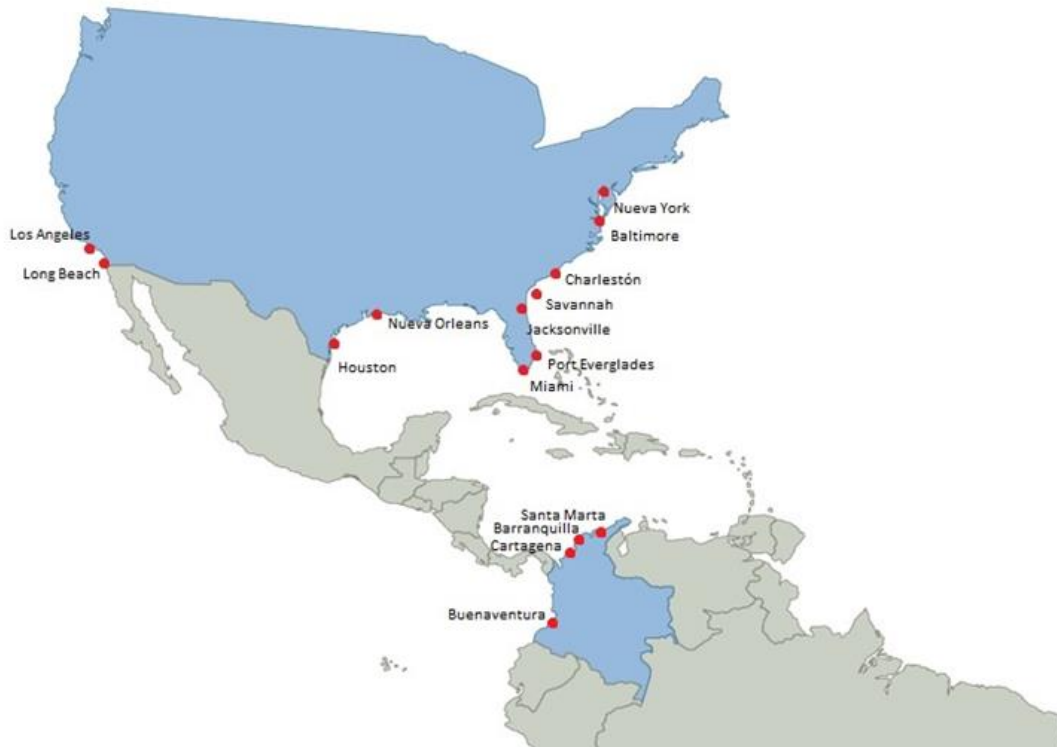 Nueva York
Baltimore
Los Angeles
Long Beach
Charlestón
Savannah
Nueva Orleans
Jacksonville
Houston
Port Everglades
Miami
Santa Marta
Barranquilla
Cartagena
Buenaventura